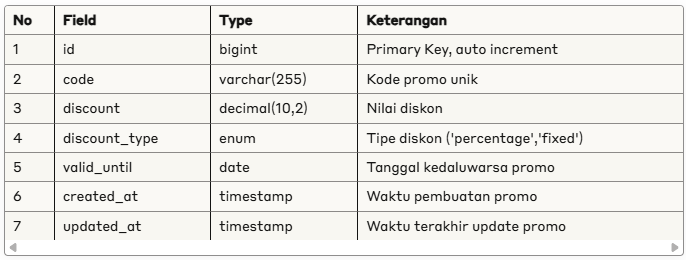 No Field Type Keterangan
1 id bigint Primary Key, auto increment
2 code varchar(255) Kode promo unik
3 discount decimal(10,2) Nilai diskon
4 discount_type enum Tipe diskon ('percentage','fixed')
5 valid_until date Tanggal kedaluwarsa promo
6 created_at timestamp Waktu pembuatan promo
7 updated_at timestamp Waktu terakhir update promo